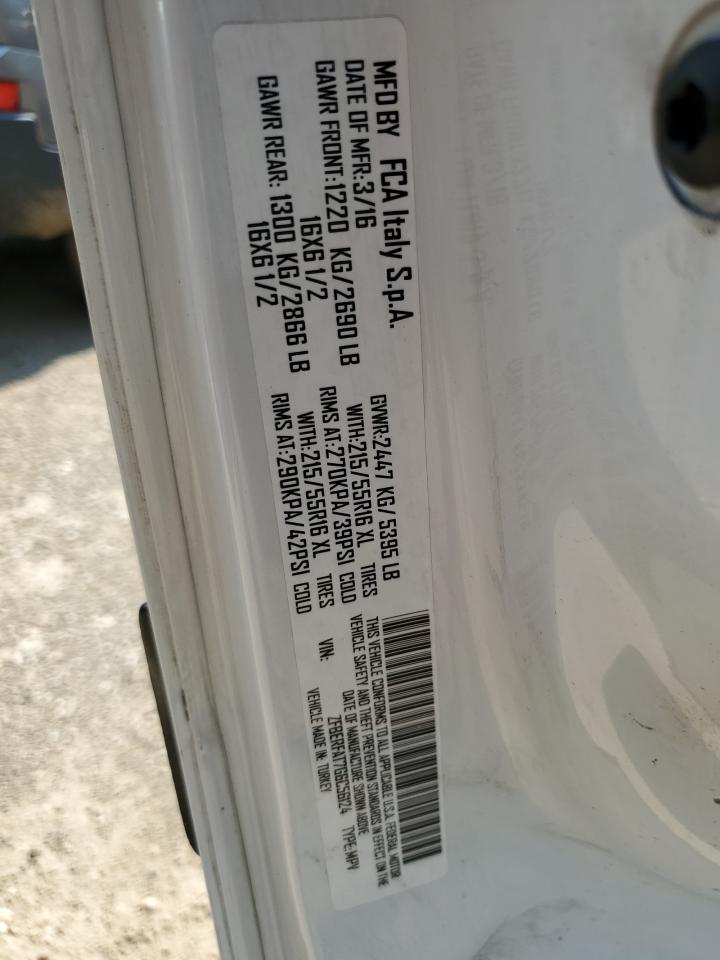 MFD BY FCA Italy S.p.A.
DATE OF MFR:3/16 GVWR:2447 KG/5395 LB
GAWR FRONT:1220 KG/2690 LB WITH:215/55R16 XL TIRES
16X6 1/2 RIMS AT:270KPA/39PSI COLD
GAWR REAR: 1300 KG/2866 LB WITH:215/55R16 XL TIRES
16X6 1/2 RIMS AT:290KPA/42PSI COLD
THIS VEHICLE CONFORMS TO ALL APPLICABLE U.S.A. FEDERAL MOTOR
VEHICLE SAFETY AND THEFT PREVENTION STANDARDS IN EFFECT ON THE
DATE OF MANUFACTURE SHOWN ABOVE
VIN: ZFBERFAT7G6C56124 TYPE:MPV
VEHICLE MADE IN: TURKEY